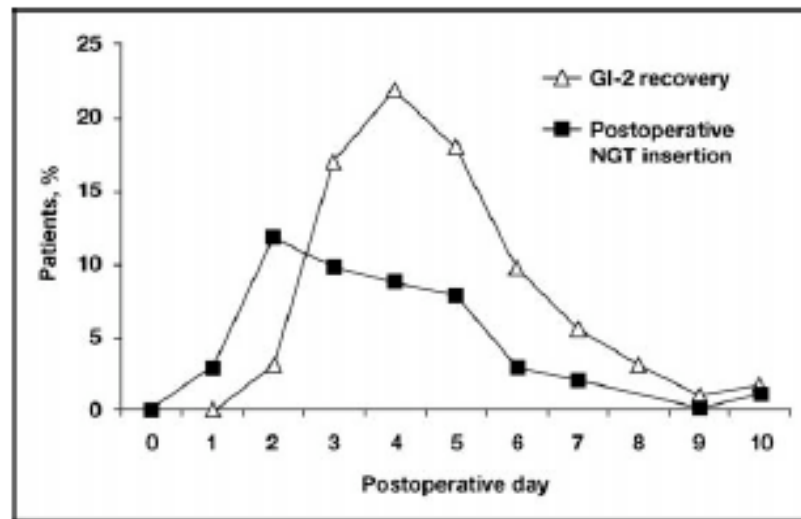 25
20
15
10
5
0
Patients, %
GI-2 recovery
Postoperative
NGT insertion
0 1 2 3 4 5 6 7 8 9 10
Postoperative day